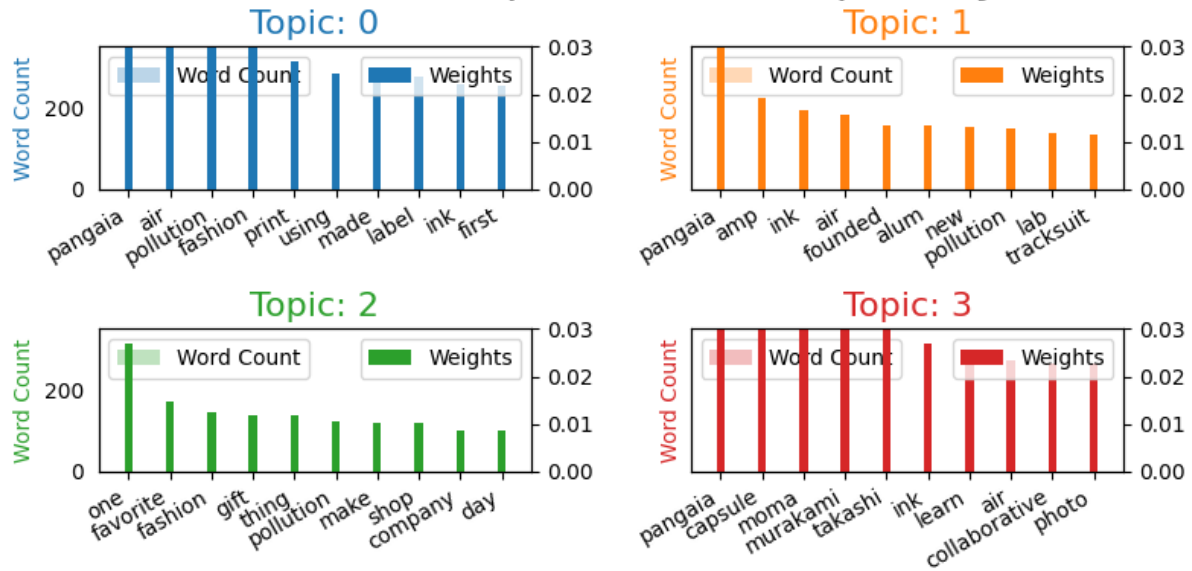 Topic: 0
Word Count
Word Count
Weights
200
0
0.03
0.02
0.01
0.00
pangaia
air
pollution
fashion
print
using
made
label
ink
first
Topic: 1
Word Count
Word Count
Weights
0.03
0.02
0.01
0.00
pangaia
amp
ink
air
founded
alum
new
pollution
lab
tracksuit
Topic: 2
Word Count
Word Count
Weights
200
0
0.03
0.02
0.01
0.00
one
favorite
fashion
gift
thing
pollution
make
shop
company
day
Topic: 3
Word Count
Word Count
Weights
0.03
0.02
0.01
0.00
pangaia
capsule
moma
murakami
takashi
ink
learn
air
collaborative
photo